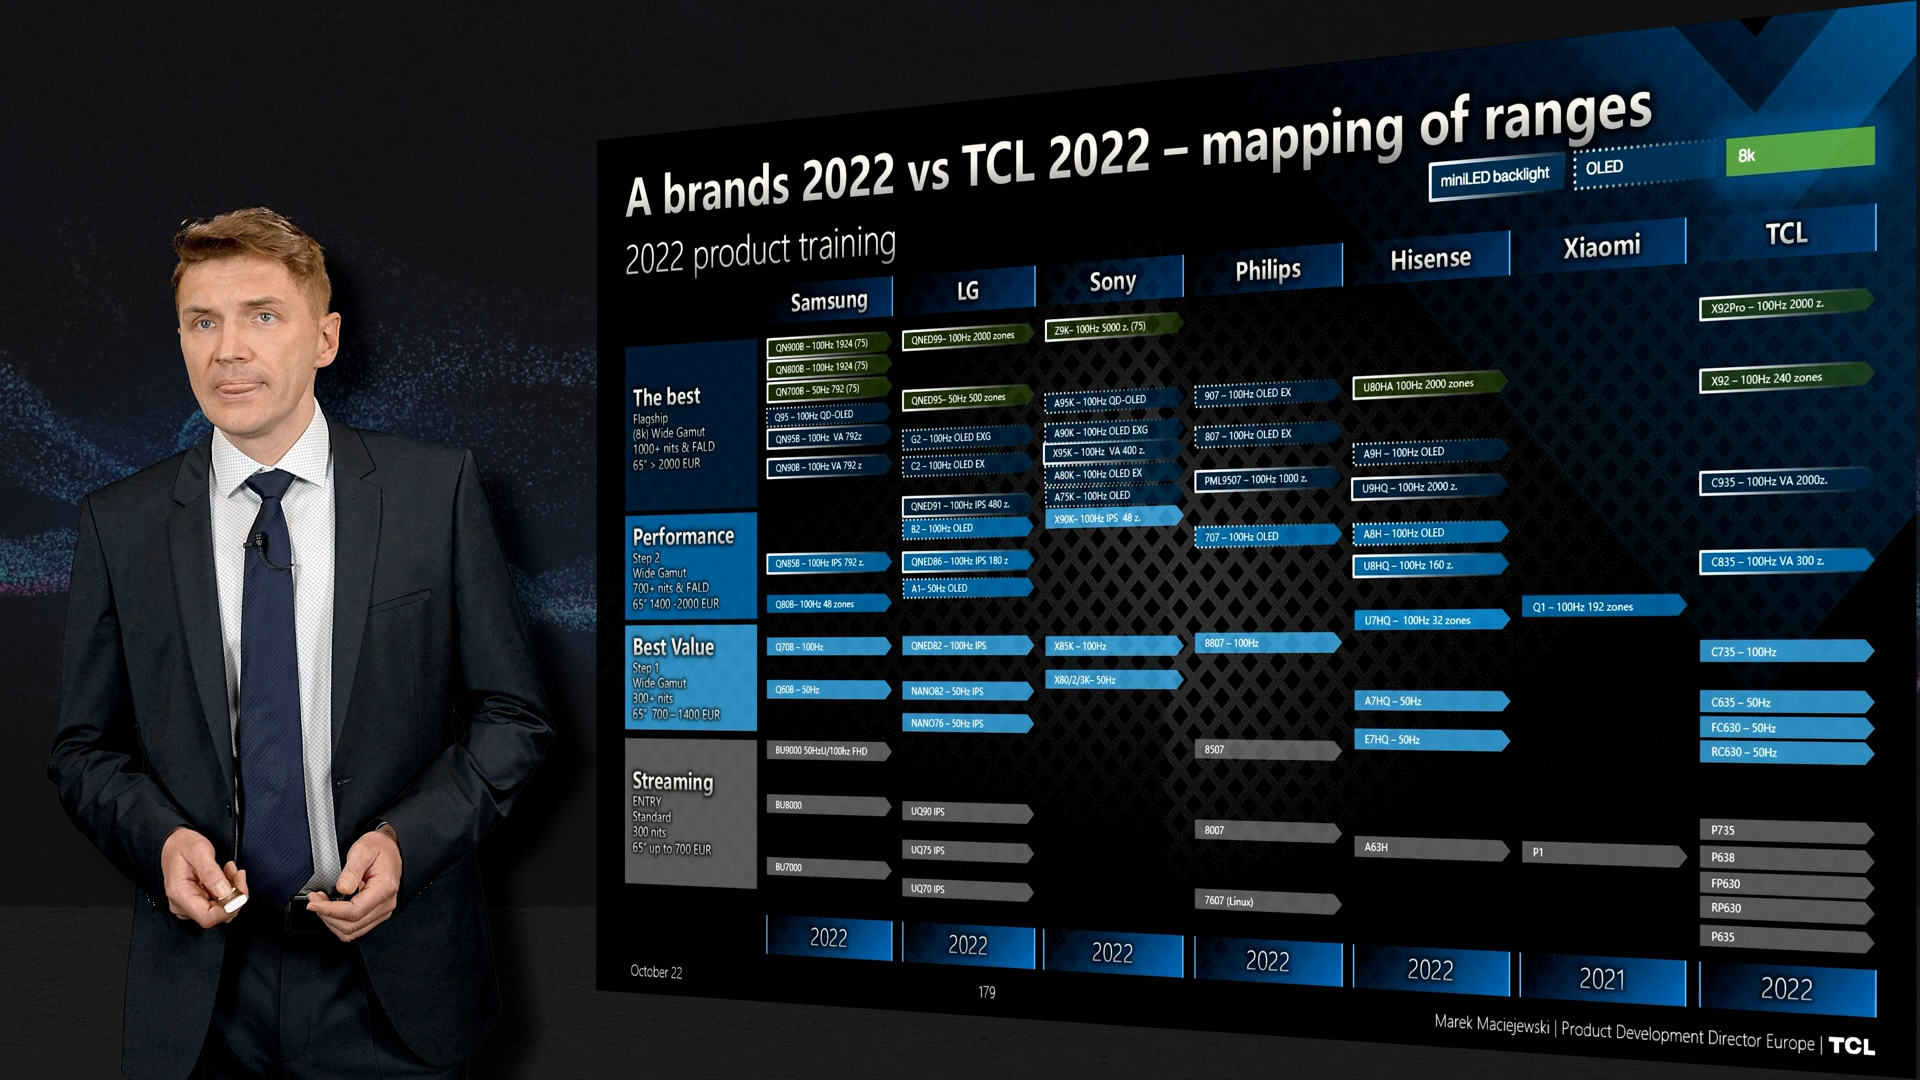 A brands 2022 vs TCL 2022 – mapping of ranges
2022 product training
miniLED backlight
OLED
8k
Samsung
LG
Sony
Philips
Hisense
Xiaomi
TCL
The best
Flagship
(8k) Wide Gamut
1000+ nits & FALD
65" > 2000 EUR
Performance
Step 2
Wide Gamut
700+ nits & FALD
65" 1400 -2000 EUR
Best Value
Step 1
Wide Gamut
300+ nits
65" 700 – 1400 EUR
Streaming
ENTRY
Standard
300 nits
65" up to 700 EUR
QN900B – 100Hz 1924 (75)
QN800B – 100Hz 1924 (75)
QN700B – 50Hz 792 (75)
Q95 – 100Hz QD-OLED
QN95B – 100Hz VA 792z
QN90B – 100Hz VA 792 z
QN85B – 100Hz IPS 792 z.
Q80B– 100Hz 48 zones
Q70B – 100Hz
Q60B – 50Hz
BU9000 50HzU/100hz FHD
BU8000
BU7000
2022
QNED99– 100Hz 2000 zones
QNED95– 50Hz 500 zones
G2 – 100Hz OLED EXG
C2 – 100Hz OLED EX
QNED91 – 100Hz IPS 480 z.
B2 – 100Hz OLED
QNED86 – 100Hz IPS 180 z
A1– 50Hz OLED
QNED82 – 100Hz IPS
NANO82 – 50Hz IPS
NANO76 – 50Hz IPS
UQ90 IPS
UQ75 IPS
UQ70 IPS
2022
Z9K– 100Hz 5000 z. (75)
A95K – 100Hz QD-OLED
A90K – 100Hz OLED EXG
X95K – 100Hz VA 400 z.
A80K – 100Hz OLED EX
A75K – 100Hz OLED
X90K– 100Hz IPS 48 z.
X85K – 100Hz
X80/2/3K– 50Hz
2022
907 – 100Hz OLED EX
807 – 100Hz OLED EX
PML9507 – 100Hz 1000 z.
707 – 100Hz OLED
8807 – 100Hz
8507
8007
7607 (Linux)
2022
U80HA 100Hz 2000 zones
A9H – 100Hz OLED
U9HQ – 100Hz 2000 z.
A8H – 100Hz OLED
U8HQ – 100Hz 160 z.
U7HQ – 100Hz 32 zones
A7HQ – 50Hz
E7HQ – 50Hz
A63H
2022
Q1 – 100Hz 192 zones
P1
2021
X92Pro – 100Hz 2000 z.
X92 – 100Hz 240 zones
C935 – 100Hz VA 2000z.
C835 – 100Hz VA 300 z.
C735 – 100Hz
C635 – 50Hz
FC630 – 50Hz
RC630 – 50Hz
P735
P638
FP630
RP630
P635
2022
October 22
179
Marek Maciejewski | Product Development Director Europe | TCL